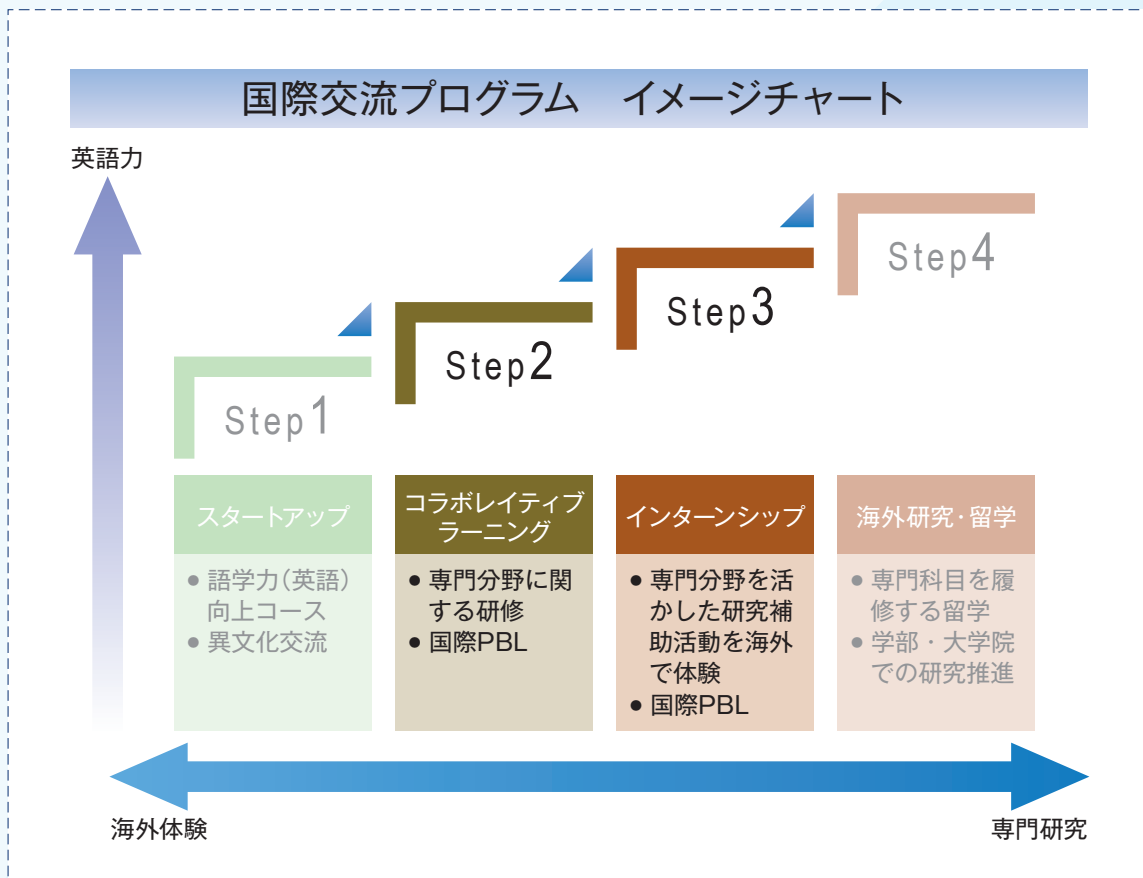 国際交流プログラム　イメージチャート
英語力
Step1
Step2
Step3
Step4
スタートアップ
● 語学力(英語)
向上コース
● 異文化交流
コラボレイティブ
ラーニング
● 専門分野に関
する研修
● 国際PBL
インターンシップ
● 専門分野を活
かした研究補
助活動を海外
で体験
● 国際PBL
海外研究・留学
● 専門科目を履
修する留学
● 学部・大学院
での研究推進
海外体験
専門研究